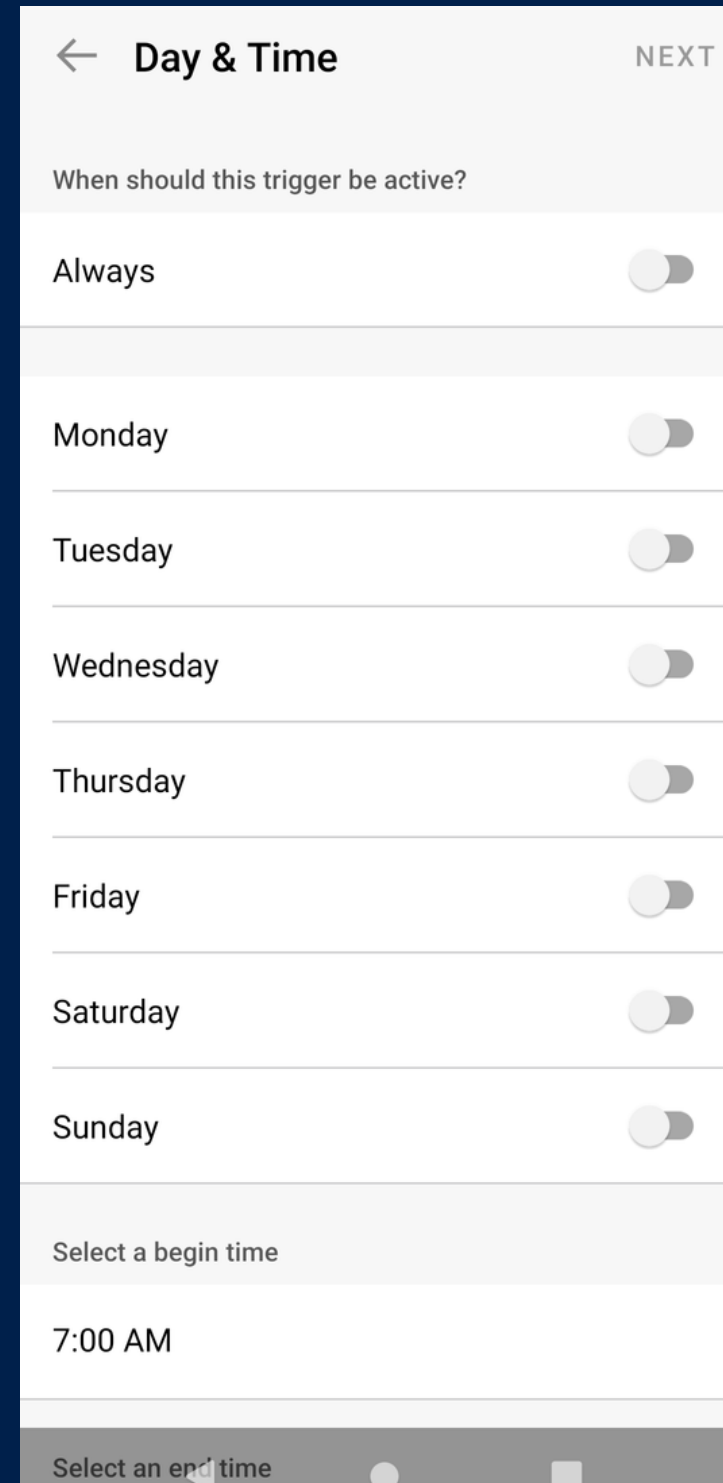 Day & Time NEXT
When should this trigger be active?
Always
Monday
Tuesday
Wednesday
Thursday
Friday
Saturday
Sunday
Select a begin time
7:00 AM
Select an end time